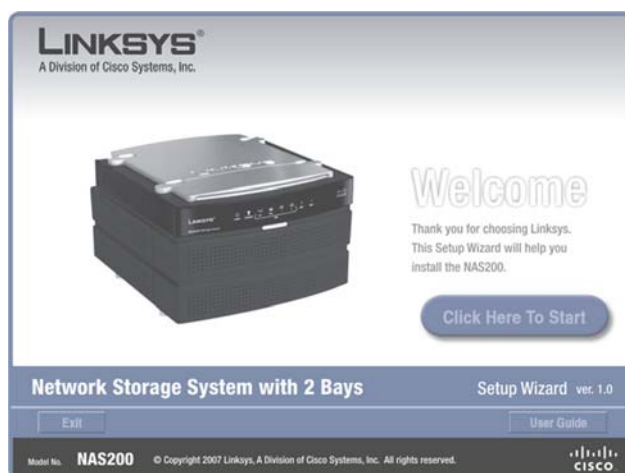 LINKSYS®
A Division of Cisco Systems, Inc.
LINKSYS
Welcome
Thank you for choosing Linksys.
This Setup Wizard will help you
install the NAS200.
Click Here To Start
Network Storage System with 2 Bays
Setup Wizard ver. 1.0
Exit
User Guide
Model No. NAS200 © Copyright 2007 Linksys, A Division of Cisco Systems, Inc. All rights reserved.
CISCO